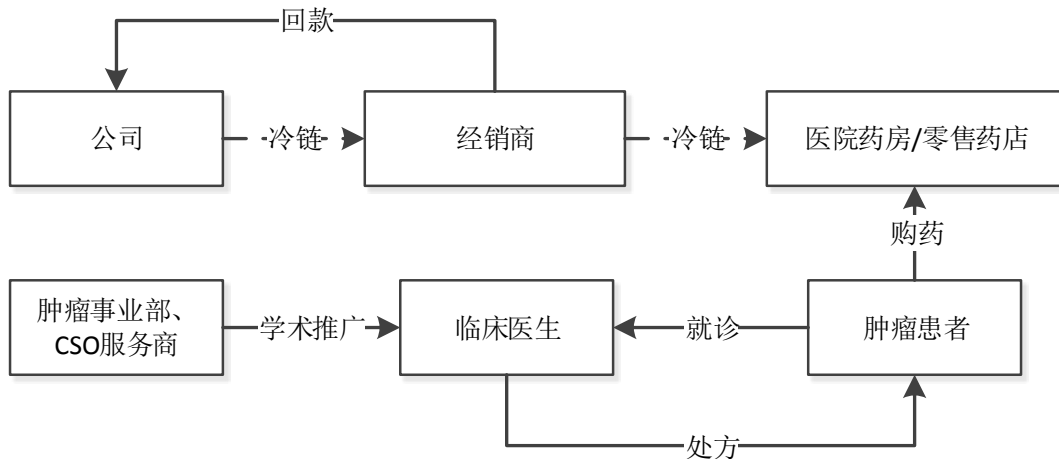 回款
公司
冷链
经销商
冷链
医院药房/零售药店
购药
肿瘤事业部、
CSO服务商
学术推广
临床医生
就诊
肿瘤患者
处方